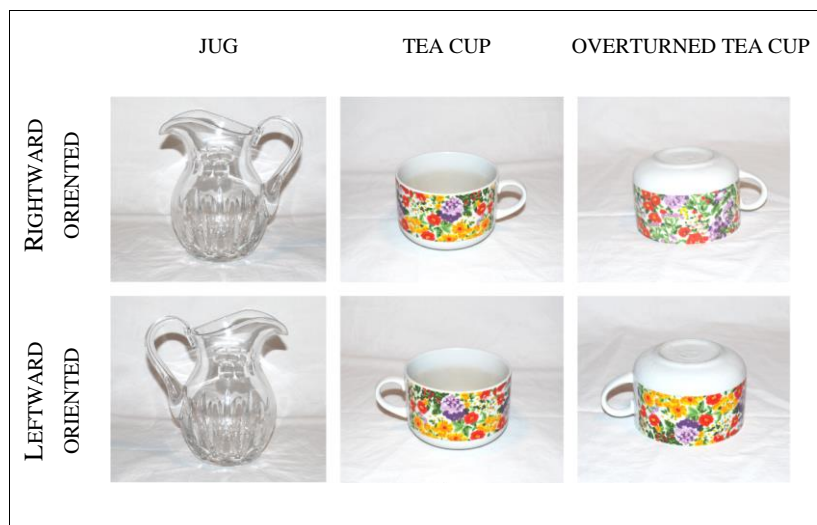 JUG
TEA CUP
OVERTURNED TEA CUP
RIGHTWARD
ORIENTED
LEFTWARD
ORIENTED